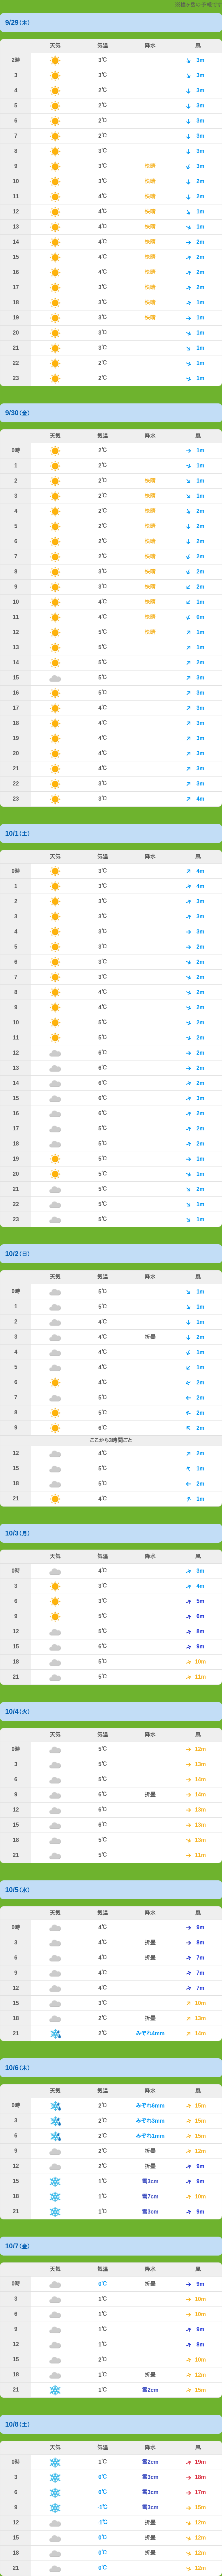 9/29(木)
天気 気温 降水 風
2時 3℃ 3m
3 3℃ 3m
4 2℃ 3m
5 2℃ 3m
6 2℃ 3m
7 2℃ 3m
8 3℃ 3m
9 3℃ 快晴 3m
10 3℃ 快晴 2m
11 4℃ 快晴 2m
12 4℃ 快晴 1m
13 4℃ 快晴 1m
14 4℃ 快晴 2m
15 4℃ 快晴 2m
16 4℃ 快晴 2m
17 3℃ 快晴 2m
18 3℃ 快晴 1m
19 3℃ 快晴 1m
20 3℃ 1m
21 3℃ 1m
22 2℃ 1m
23 2℃ 1m
9/30(金)
天気 気温 降水 風
0時 2℃ 1m
1 2℃ 1m
2 2℃ 快晴 1m
3 2℃ 快晴 1m
4 2℃ 快晴 2m
5 2℃ 快晴 2m
6 2℃ 快晴 2m
7 2℃ 快晴 2m
8 3℃ 快晴 2m
9 3℃ 快晴 2m
10 4℃ 快晴 1m
11 4℃ 快晴 0m
12 5℃ 快晴 1m
13 5℃ 1m
14 5℃ 2m
15 5℃ 3m
16 5℃ 3m
17 4℃ 3m
18 4℃ 3m
19 4℃ 3m
20 4℃ 3m
21 4℃ 3m
22 3℃ 3m
23 3℃ 4m
10/1(土)
天気 気温 降水 風
0時 3℃ 4m
1 3℃ 4m
2 3℃ 3m
3 3℃ 3m
4 3℃ 3m
5 3℃ 2m
6 3℃ 2m
7 3℃ 2m
8 4℃ 2m
9 4℃ 2m
10 5℃ 2m
11 5℃ 2m
12 6℃ 2m
13 6℃ 2m
14 6℃ 2m
15 6℃ 3m
16 6℃ 2m
17 5℃ 2m
18 5℃ 2m
19 5℃ 1m
20 5℃ 1m
21 5℃ 2m
22 5℃ 1m
23 5℃ 1m
10/2(日)
天気 気温 降水 風
0時 5℃ 1m
1 5℃ 1m
2 4℃ 1m
3 4℃ 折曇 2m
4 4℃ 1m
5 4℃ 1m
6 4℃ 2m
7 5℃ 2m
8 5℃ 2m
9 6℃ 2m
ここから3時間ごと
12 4℃ 2m
15 5℃ 1m
18 5℃ 2m
21 4℃ 1m
10/3(月)
天気 気温 降水 風
0時 4℃ 3m
3 3℃ 4m
6 3℃ 5m
9 5℃ 6m
12 5℃ 8m
15 6℃ 9m
18 5℃ 10m
21 5℃ 11m
10/4(火)
天気 気温 降水 風
0時 5℃ 12m
3 5℃ 13m
6 5℃ 14m
9 6℃ 折曇 14m
12 6℃ 13m
15 6℃ 13m
18 5℃ 13m
21 5℃ 11m
10/5(水)
天気 気温 降水 風
0時 4℃ 9m
3 4℃ 折曇 8m
6 4℃ 折曇 7m
9 4℃ 7m
12 4℃ 7m
15 3℃ 10m
18 2℃ 折曇 13m
21 2℃ みぞれ4mm 14m
10/6(木)
天気 気温 降水 風
0時 2℃ みぞれ6mm 15m
3 2℃ みぞれ3mm 15m
6 2℃ みぞれ1mm 15m
9 2℃ 折曇 12m
12 2℃ 折曇 9m
15 1℃ 雪3cm 9m
18 1℃ 雪7cm 10m
21 1℃ 雪3cm 9m
10/7(金)
天気 気温 降水 風
0時 0℃ 折曇 9m
3 1℃ 10m
6 1℃ 10m
9 1℃ 9m
12 1℃ 8m
15 2℃ 10m
18 1℃ 折曇 12m
21 1℃ 雪2cm 15m
10/8(土)
天気 気温 降水 風
0時 1℃ 雪2cm 19m
3 0℃ 雪3cm 18m
6 0℃ 雪3cm 17m
9 -1℃ 雪3cm 15m
12 -1℃ 折曇 12m
15 0℃ 折曇 12m
18 0℃ 折曇 12m
21 0℃ 12m